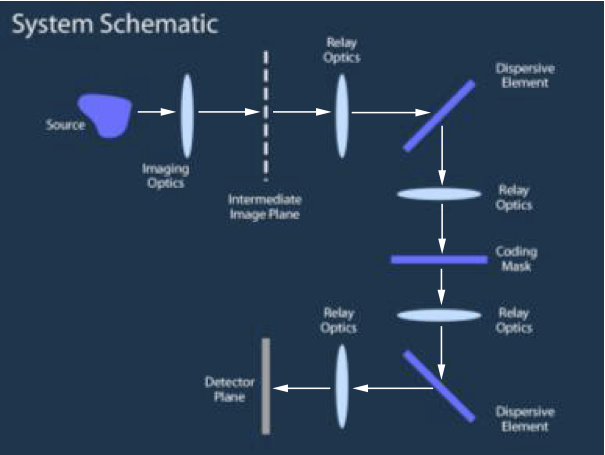 System Schematic
Relay
Optics
Dispersive
Element
Source
Imaging
Optics
Intermediate
Image Plane
Relay
Optics
Coding
Mask
Relay
Optics
Relay
Optics
Detector
Plane
Dispersive
Element